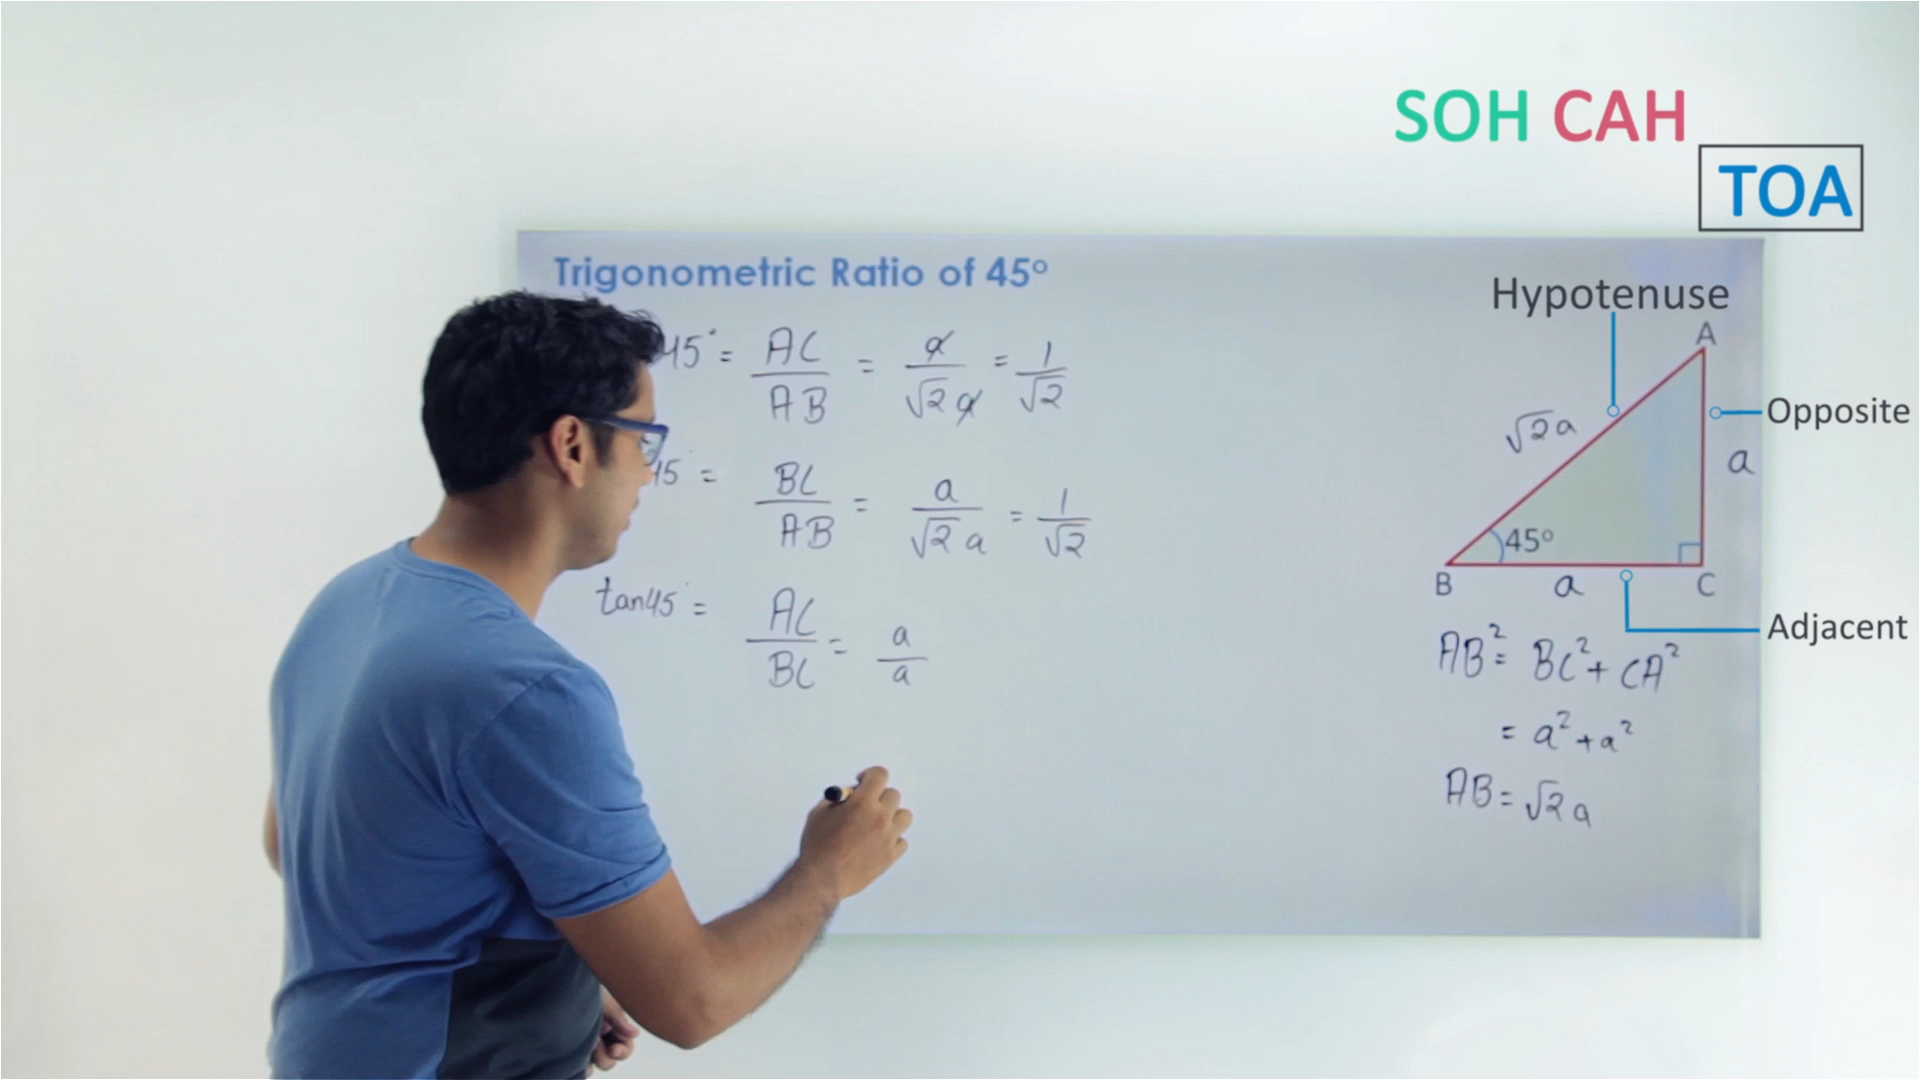 SOH CAH
TOA
Trigonometric Ratio of 45°
45° = AC/AB = a/√2a = 1/√2
45° = BC/AB = a/√2a = 1/√2
tan45° = AC/BC = a/a
Hypotenuse
A
Opposite
√2a
a
45°
B
a
C
Adjacent
AB² = BC² + CA²
= a² + a²
AB = √2a